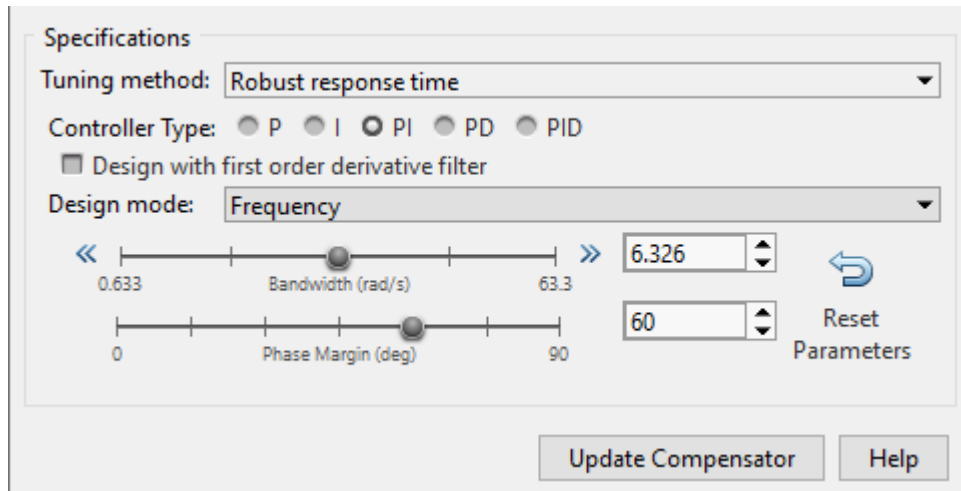 Specifications
Tuning method: Robust response time
Controller Type: P I PI PD PID
Design with first order derivative filter
Design mode: Frequency
0.633 Bandwidth (rad/s) 63.3 6.326
0 Phase Margin (deg) 90 60
Reset
Parameters
Update Compensator Help